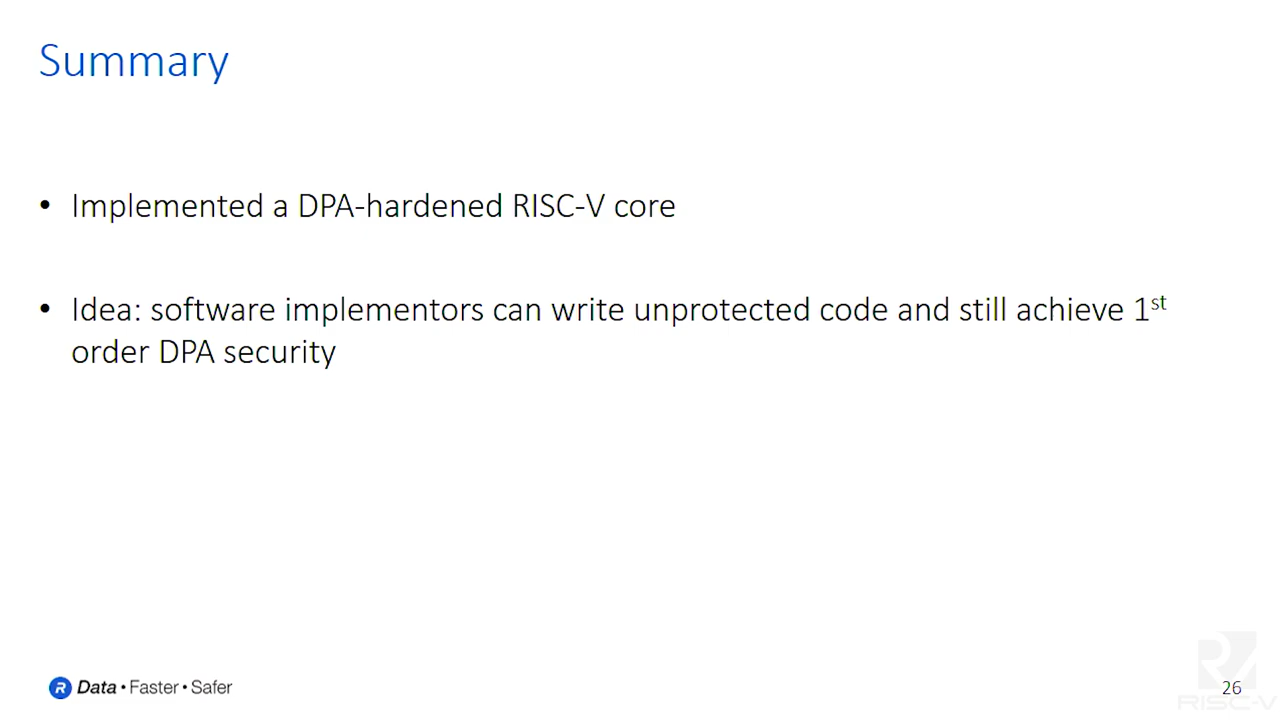 Summary
• Implemented a DPA-hardened RISC-V core
• Idea: software implementors can write unprotected code and still achieve 1st
order DPA security
R Data • Faster • Safer
26
RISC-V